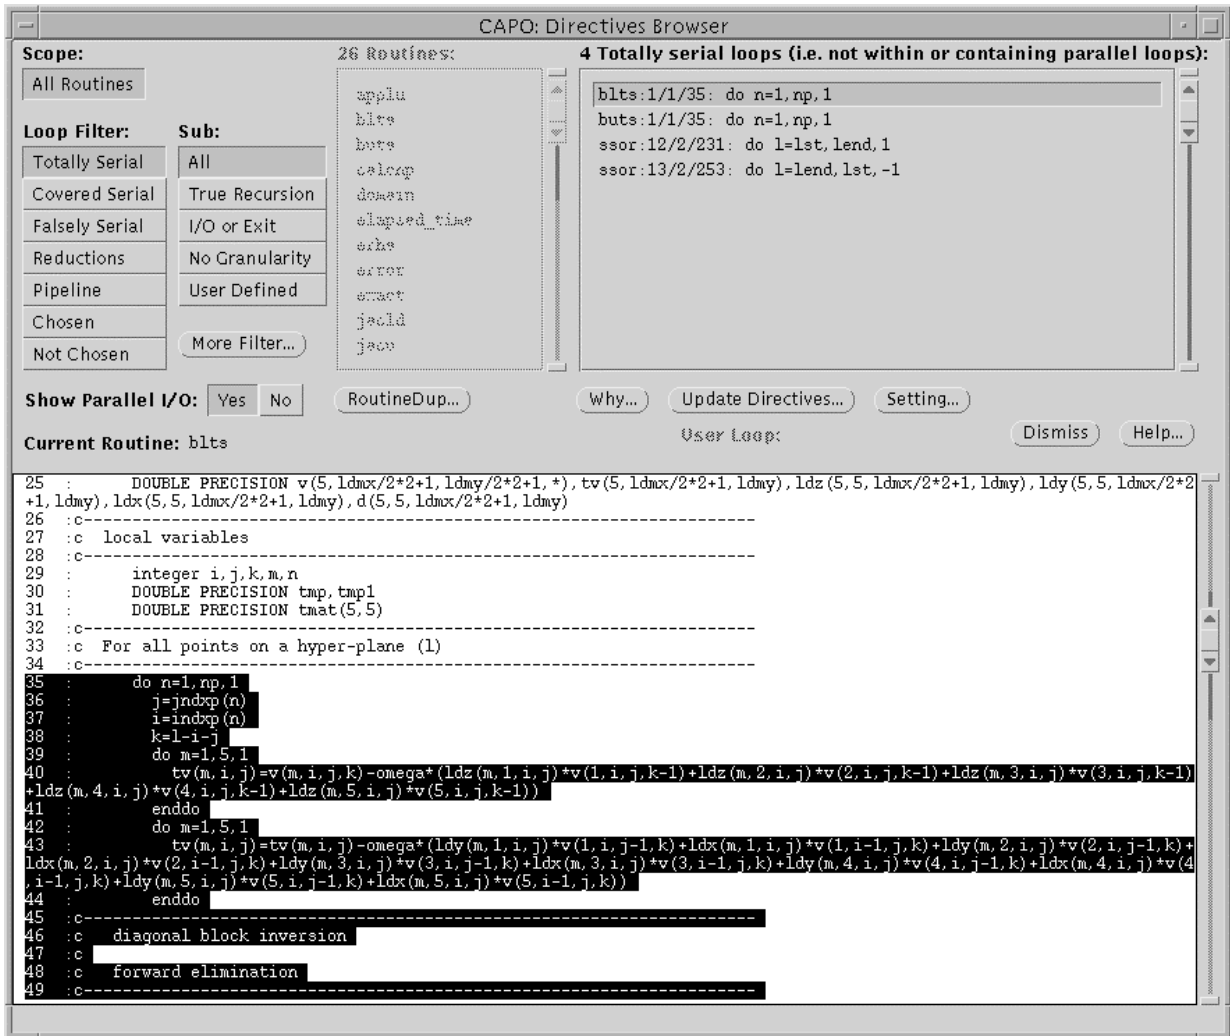 CAPO: Directives Browser
Scope:
All Routines
Loop Filter:
Totally Serial
Covered Serial
Falsely Serial
Reductions
Pipeline
Chosen
Not Chosen
Sub:
All
True Recursion
I/O or Exit
No Granularity
User Defined
More Filter...
26 Routines:
applu
blts
buts
calcnp
domain
elapsed_time
erhs
error
exact
jacld
jacu
4 Totally serial loops (i.e. not within or containing parallel loops):
blts:1/1/35: do n=1,np,1
buts:1/1/35: do n=1,np,1
ssor:12/2/231: do l=lst,lend,1
ssor:13/2/253: do l=lend,lst,-1
Show Parallel I/O: Yes No
RoutineDup...
Why...
Update Directives...
Setting...
Current Routine: blts
User Loop:
Dismiss
Help...
25 : DOUBLE PRECISION v(5,ldmx/2*2+1,ldmy/2*2+1,*),tv(5,ldmx/2*2+1,ldmy),ldz(5,5,ldmx/2*2+1,ldmy),ldy(5,5,ldmx/2*2
+1,ldmy),ldx(5,5,ldmx/2*2+1,ldmy),d(5,5,ldmx/2*2+1,ldmy)
26 :c---------------------------------------------------------------------
27 :c local variables
28 :c---------------------------------------------------------------------
29 : integer i,j,k,m,n
30 : DOUBLE PRECISION tmp,tmp1
31 : DOUBLE PRECISION tmat(5,5)
32 :c---------------------------------------------------------------------
33 :c For all points on a hyper-plane (l)
34 :c---------------------------------------------------------------------
35 : do n=1,np,1
36 : j=jndxp(n)
37 : i=indxp(n)
38 : k=l-i-j
39 : do m=1,5,1
40 : tv(m,i,j)=v(m,i,j,k)-omega*(ldz(m,1,i,j)*v(1,i,j,k-1)+ldz(m,2,i,j)*v(2,i,j,k-1)+ldz(m,3,i,j)*v(3,i,j,k-1)
+ldz(m,4,i,j)*v(4,i,j,k-1)+ldz(m,5,i,j)*v(5,i,j,k-1))
41 : enddo
42 : do m=1,5,1
43 : tv(m,i,j)=tv(m,i,j)-omega*(ldy(m,1,i,j)*v(1,i,j-1,k)+ldx(m,1,i,j)*v(1,i-1,j,k)+ldy(m,2,i,j)*v(2,i,j-1,k)+
ldx(m,2,i,j)*v(2,i-1,j,k)+ldy(m,3,i,j)*v(3,i,j-1,k)+ldx(m,3,i,j)*v(3,i-1,j,k)+ldy(m,4,i,j)*v(4,i,j-1,k)+ldx(m,4,i,j)*v(4
,i-1,j,k)+ldy(m,5,i,j)*v(5,i,j-1,k)+ldx(m,5,i,j)*v(5,i-1,j,k))
44 : enddo
45 :c---------------------------------------------------------------------
46 :c diagonal block inversion
47 :c
48 :c forward elimination
49 :c---------------------------------------------------------------------